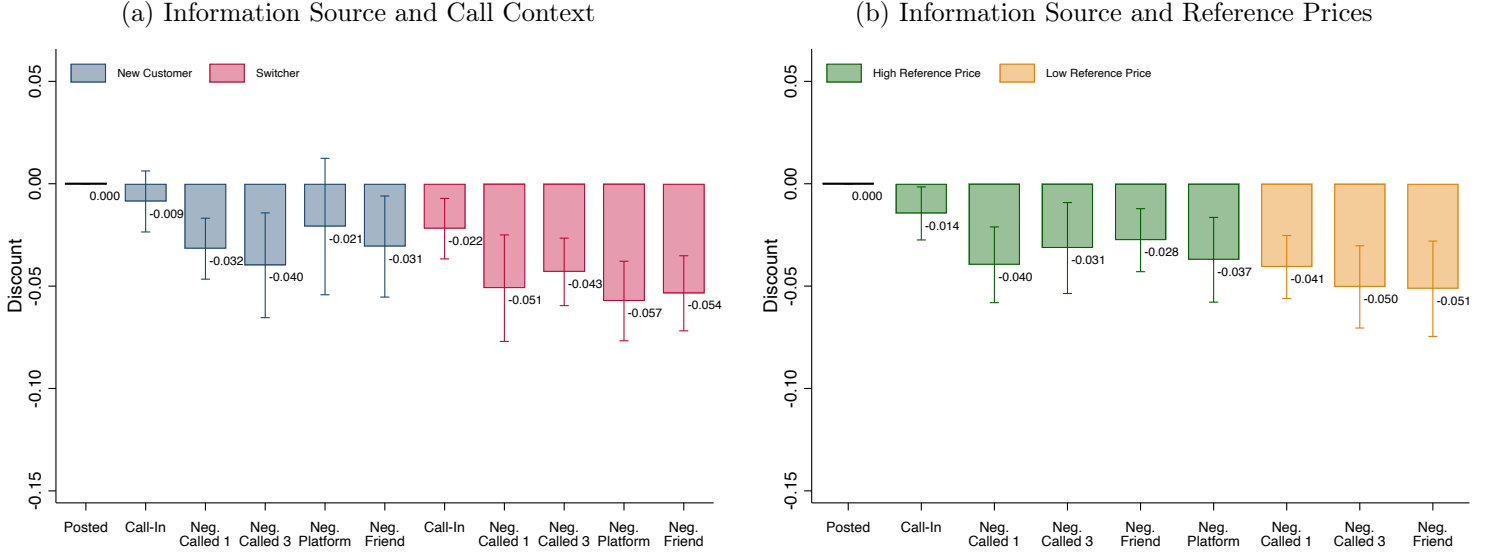 (a) Information Source and Call Context
New Customer
Switcher
Discount
0.05
0.00
-0.05
-0.10
-0.15
0.000
-0.009
-0.032
-0.040
-0.021
-0.031
-0.022
-0.051
-0.043
-0.057
-0.054
Posted
Call-In
Neg.
Called 1
Neg.
Called 3
Neg.
Platform
Neg.
Friend
Call-In
Neg.
Called 1
Neg.
Called 3
Neg.
Platform
Neg.
Friend
(b) Information Source and Reference Prices
High Reference Price
Low Reference Price
Discount
0.05
0.00
-0.05
-0.10
-0.15
0.000
-0.014
-0.040
-0.031
-0.028
-0.037
-0.041
-0.050
-0.051
Posted
Call-In
Neg.
Called 1
Neg.
Called 3
Neg.
Friend
Neg.
Platform
Neg.
Called 1
Neg.
Called 3
Neg.
Friend